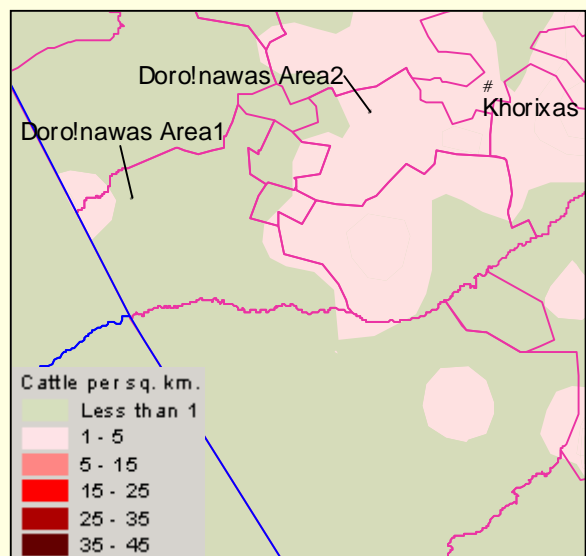 Doro!nawas Area2
#
Khorixas
Doro!nawas Area1
Cattle per sq. km.
Less than 1
1 - 5
5 - 15
15 - 25
25 - 35
35 - 45